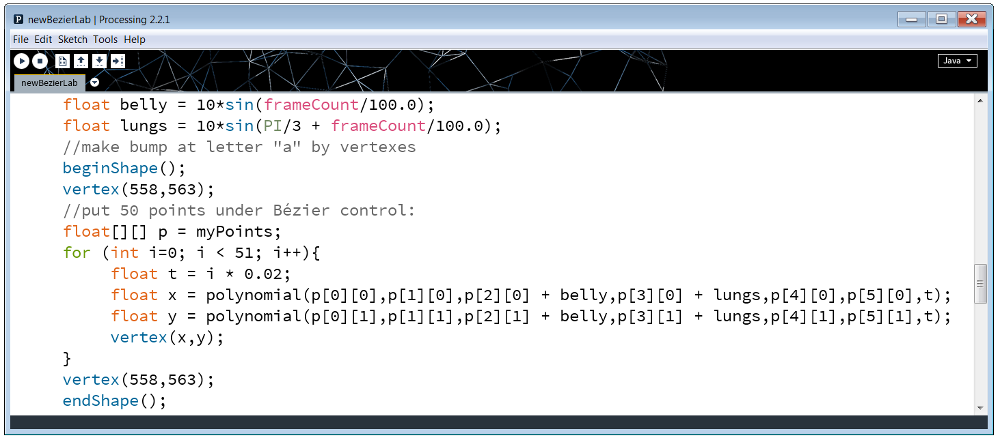 newBezierLab | Processing 2.2.1
File Edit Sketch Tools Help
Java
newBezierLab
float belly = 10*sin(frameCount/100.0);
float lungs = 10*sin(PI/3 + frameCount/100.0);
//make bump at letter "a" by vertexes
beginShape();
vertex(558,563);
//put 50 points under Bézier control:
float[][] p = myPoints;
for (int i=0; i < 51; i++){
float t = i * 0.02;
float x = polynomial(p[0][0],p[1][0],p[2][0] + belly,p[3][0] + lungs,p[4][0],p[5][0],t);
float y = polynomial(p[0][1],p[1][1],p[2][1] + belly,p[3][1] + lungs,p[4][1],p[5][1],t);
vertex(x,y);
}
vertex(558,563);
endShape();